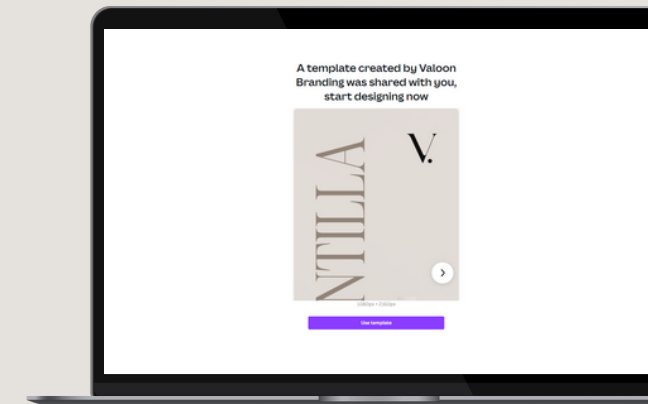 A template created by Valoon
Branding was shared with you,
start designing now
NTILLA
V.
Use template